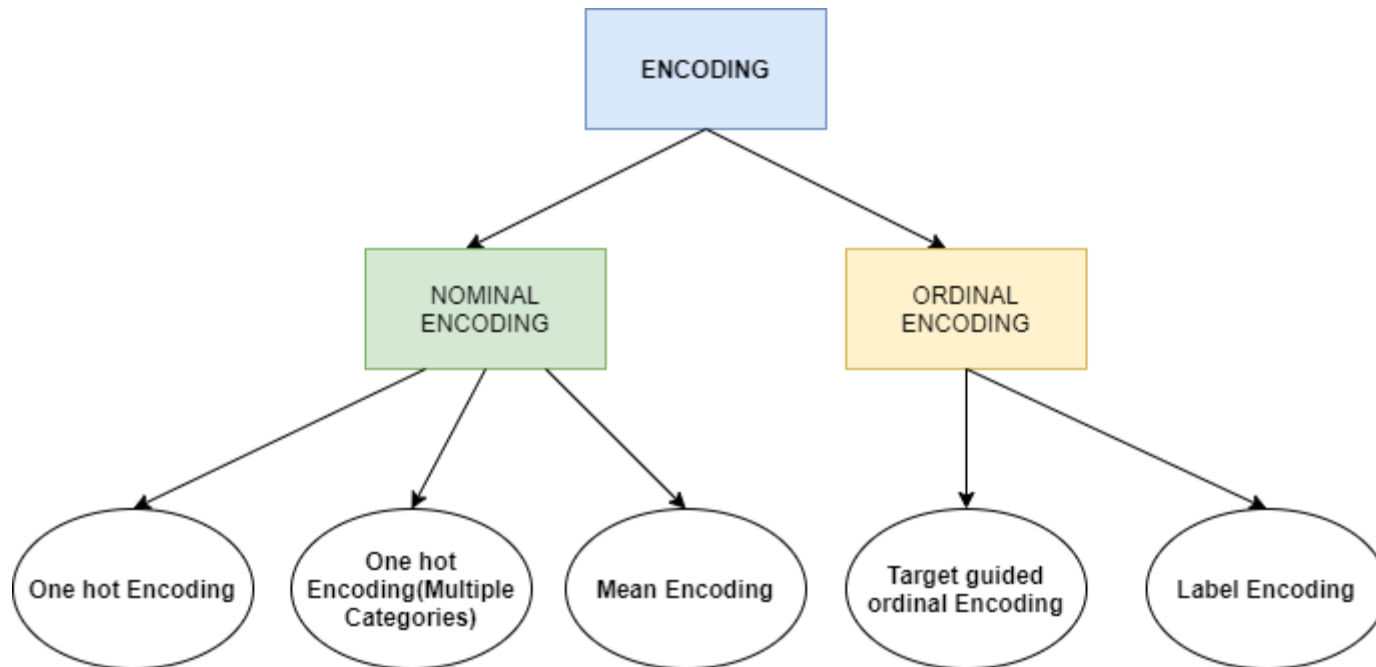 ENCODING
NOMINAL
ENCODING
ORDINAL
ENCODING
One hot Encoding
One hot
Encoding(Multiple
Categories)
Mean Encoding
Target guided
ordinal Encoding
Label Encoding